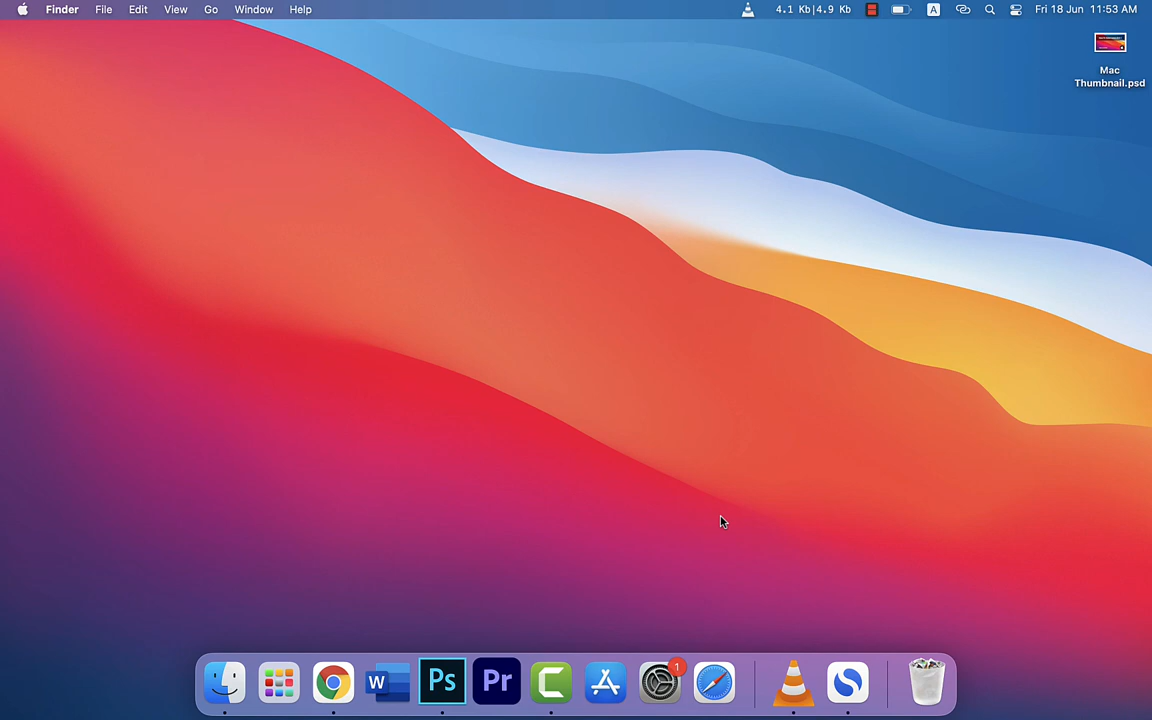 Finder File Edit View Go Window Help 4.1 Kb|4.9 Kb A Fri 18 Jun 11:53 AM
Mac
Thumbnail.psd
W Ps Pr C 1